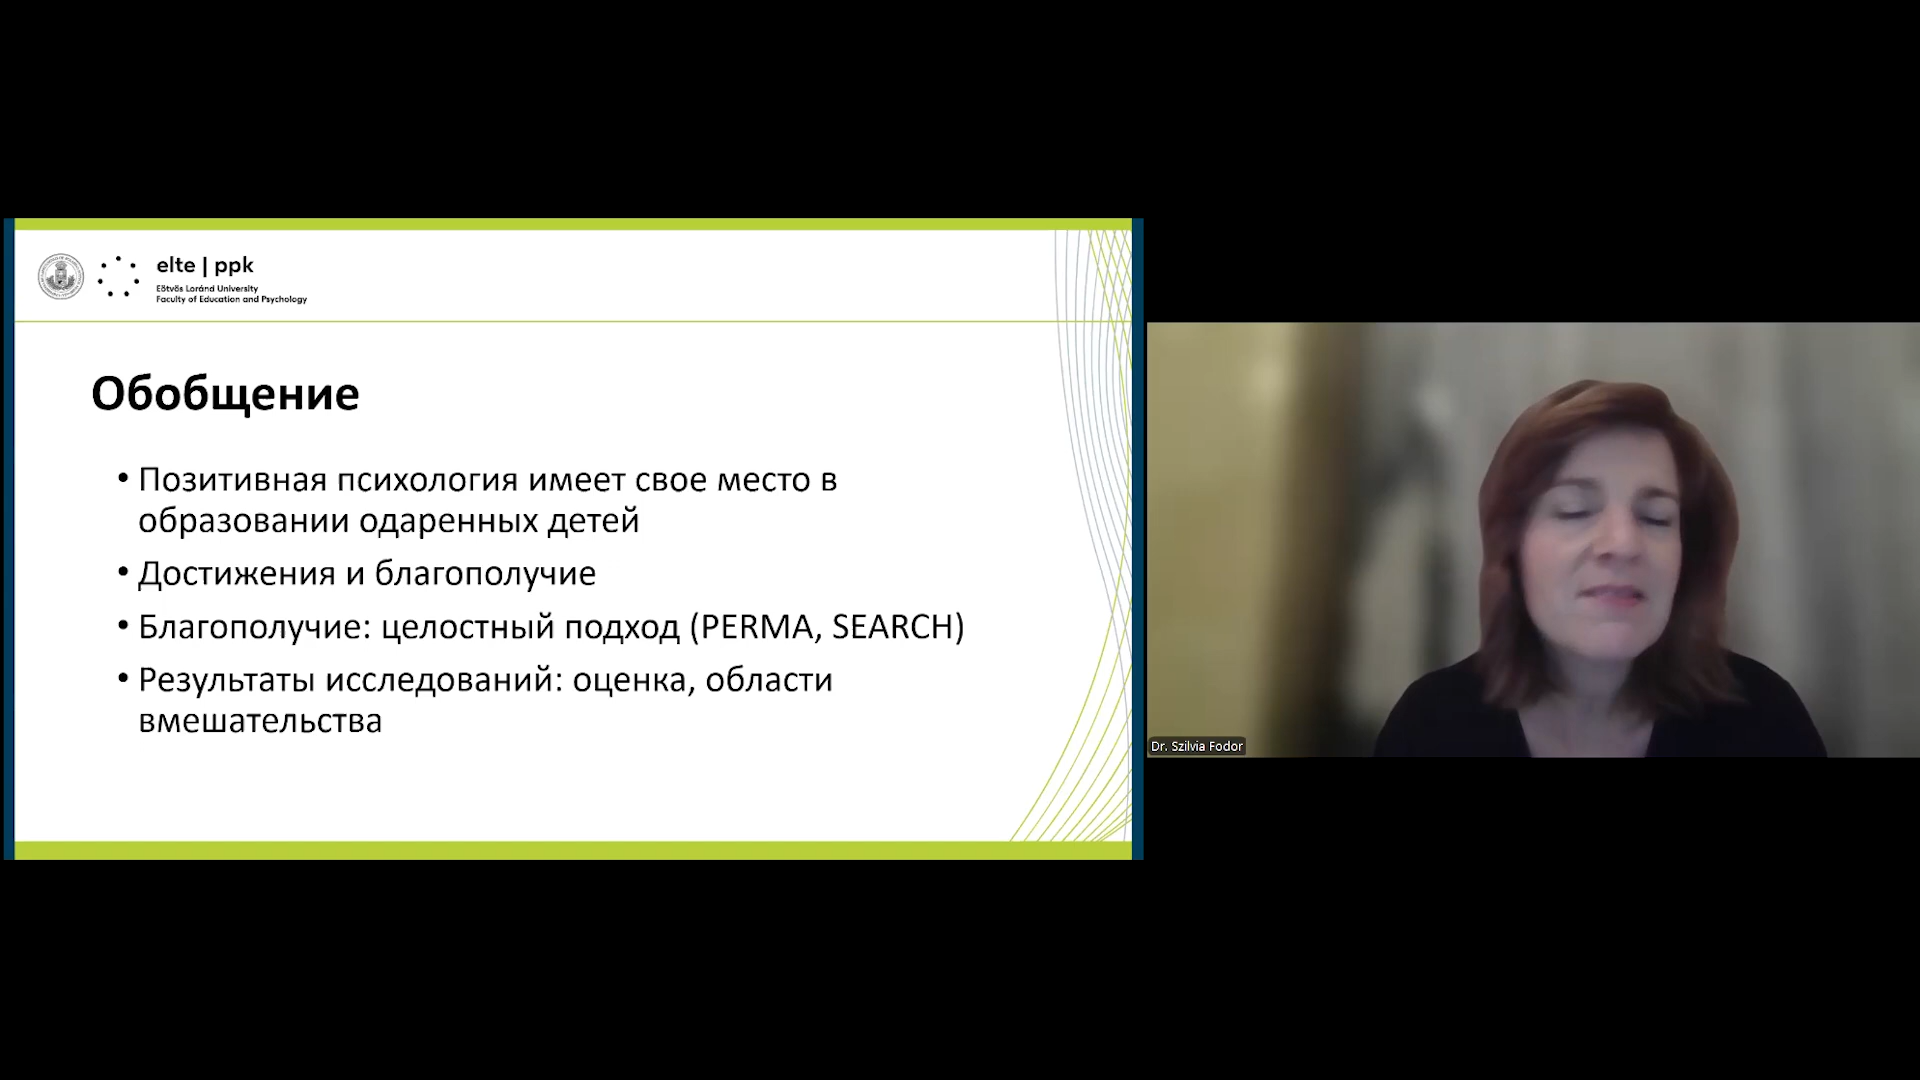 elte | ppk
Eötvös Loránd University
Faculty of Education and Psychology
Обобщение
• Позитивная психология имеет свое место в
образовании одаренных детей
• Достижения и благополучие
• Благополучие: целостный подход (PERMA, SEARCH)
• Результаты исследований: оценка, области
вмешательства
Dr. Szilvia Fodor